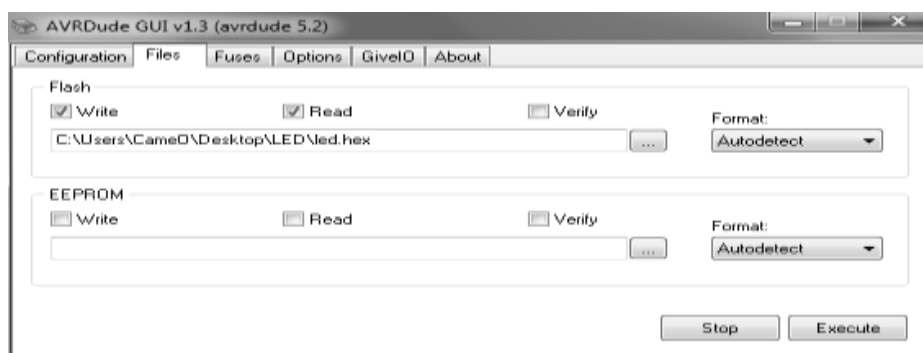 AVRDude GUI v1.3 (avrdude 5.2)
Configuration Files Fuses Options GiveIO About
Flash
Write Read Verify
Format:
C:\Users\CameO\Desktop\LED\led.hex ... Autodetect
EEPROM
Write Read Verify
Format:
... Autodetect
Stop Execute